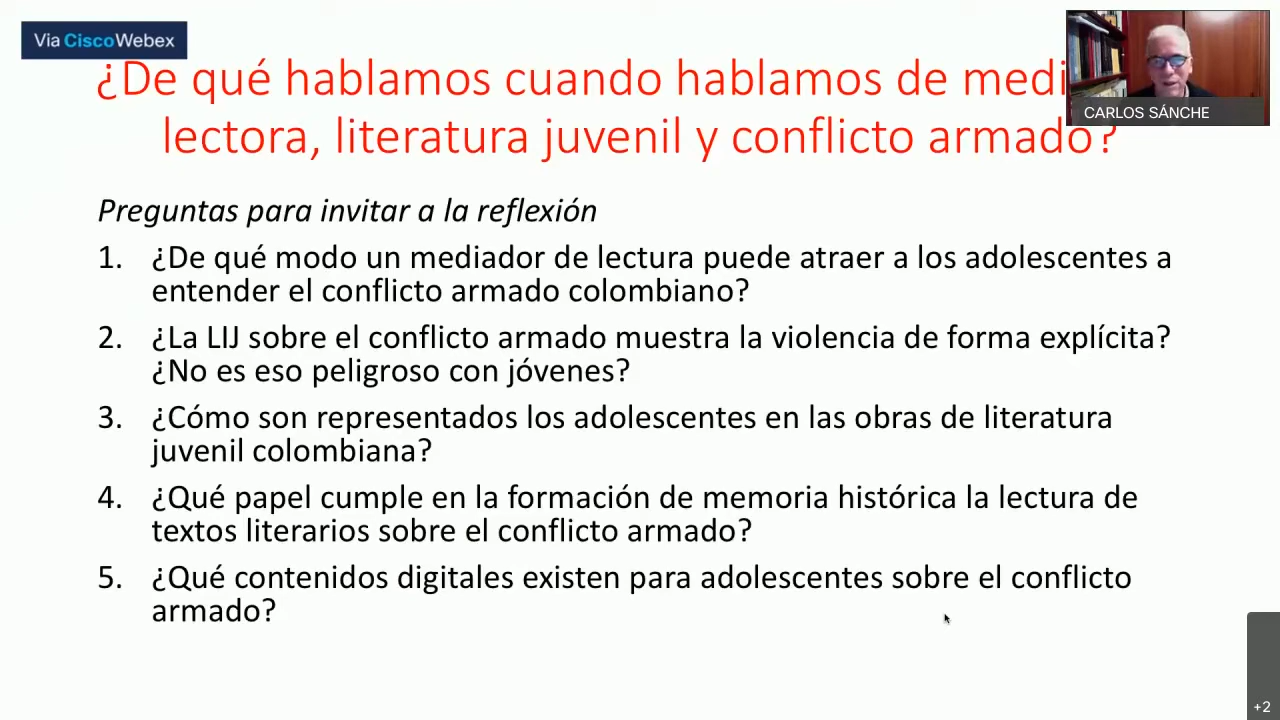 Via CiscoWebex
¿De qué hablamos cuando hablamos de medi
lectora, literatura juvenil y conflicto armado?
CARLOS SÁNCHE
Preguntas para invitar a la reflexión
1. ¿De qué modo un mediador de lectura puede atraer a los adolescentes a
entender el conflicto armado colombiano?
2. ¿La LIJ sobre el conflicto armado muestra la violencia de forma explícita?
¿No es eso peligroso con jóvenes?
3. ¿Cómo son representados los adolescentes en las obras de literatura
juvenil colombiana?
4. ¿Qué papel cumple en la formación de memoria histórica la lectura de
textos literarios sobre el conflicto armado?
5. ¿Qué contenidos digitales existen para adolescentes sobre el conflicto
armado?
+2